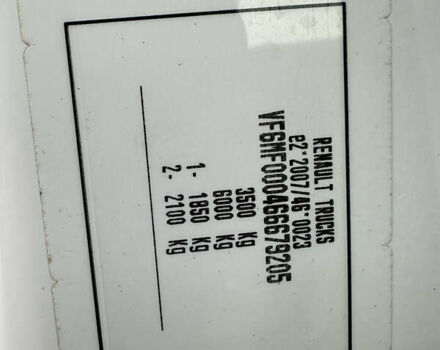 RENAULT TRUCKS
e2*2007/46*0023
VF6MF000466679205
3500 Kg
6000 Kg
1- 1850 Kg
2- 2100 Kg